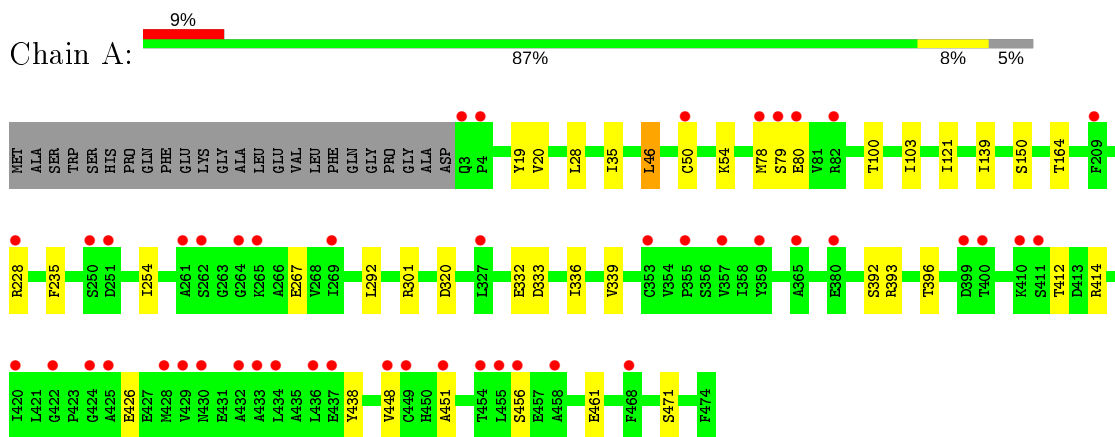 9%
Chain A:
87% 8% 5%
MET ALA SER TRP SER HIS PRO GLN PHE GLU LYS GLY ALA LEU GLU VAL LEU PHE GLN GLY PRO GLY ALA ASP Q3 P4 Y19 V20 L28 I35 L46 C50 K54 M78 S79 E80 V81 R82 T100 I103 I121 I139 S150 T164 F209
R228 F235 S250 D251 I254 A261 S262 G263 G264 K265 A266 E267 V268 I269 L292 R301 D320 L327 E332 D333 I336 V339 C353 V354 P355 S356 V357 I358 Y359 A365 E380 S392 R393 T396 D399 T400 K410 S411 T412 D413 R414
I420 L421 G422 P423 G424 A425 E426 E427 M428 V429 N430 E431 A432 A433 L434 A435 L436 E437 Y438 V448 C449 H450 A451 T454 L455 S456 E457 A458 E461 F468 S471 F474